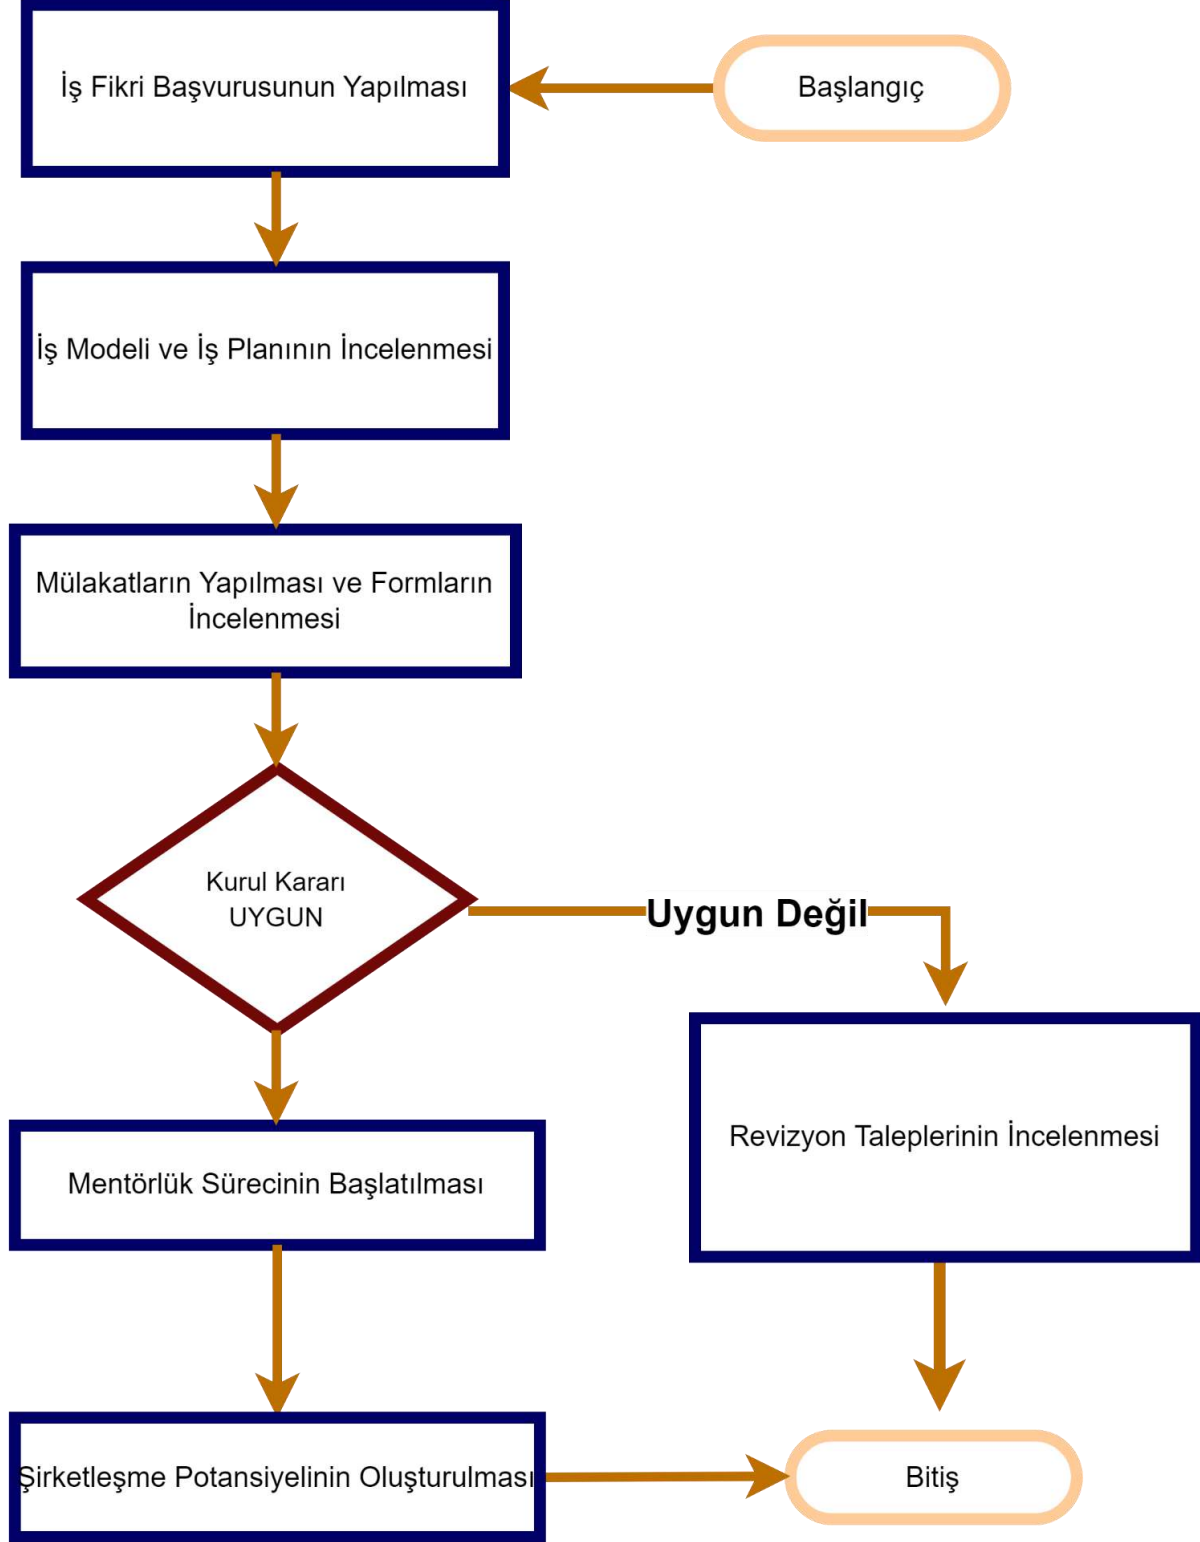 Başlangıç
İş Fikri Başvurusunun Yapılması
İş Modeli ve İş Planının İncelenmesi
Mülakatların Yapılması ve Formların
İncelenmesi
Kurul Kararı
UYGUN
Uygun Değil
Revizyon Taleplerinin İncelenmesi
Mentörlük Sürecinin Başlatılması
Şirketleşme Potansiyelinin Oluşturulması
Bitiş